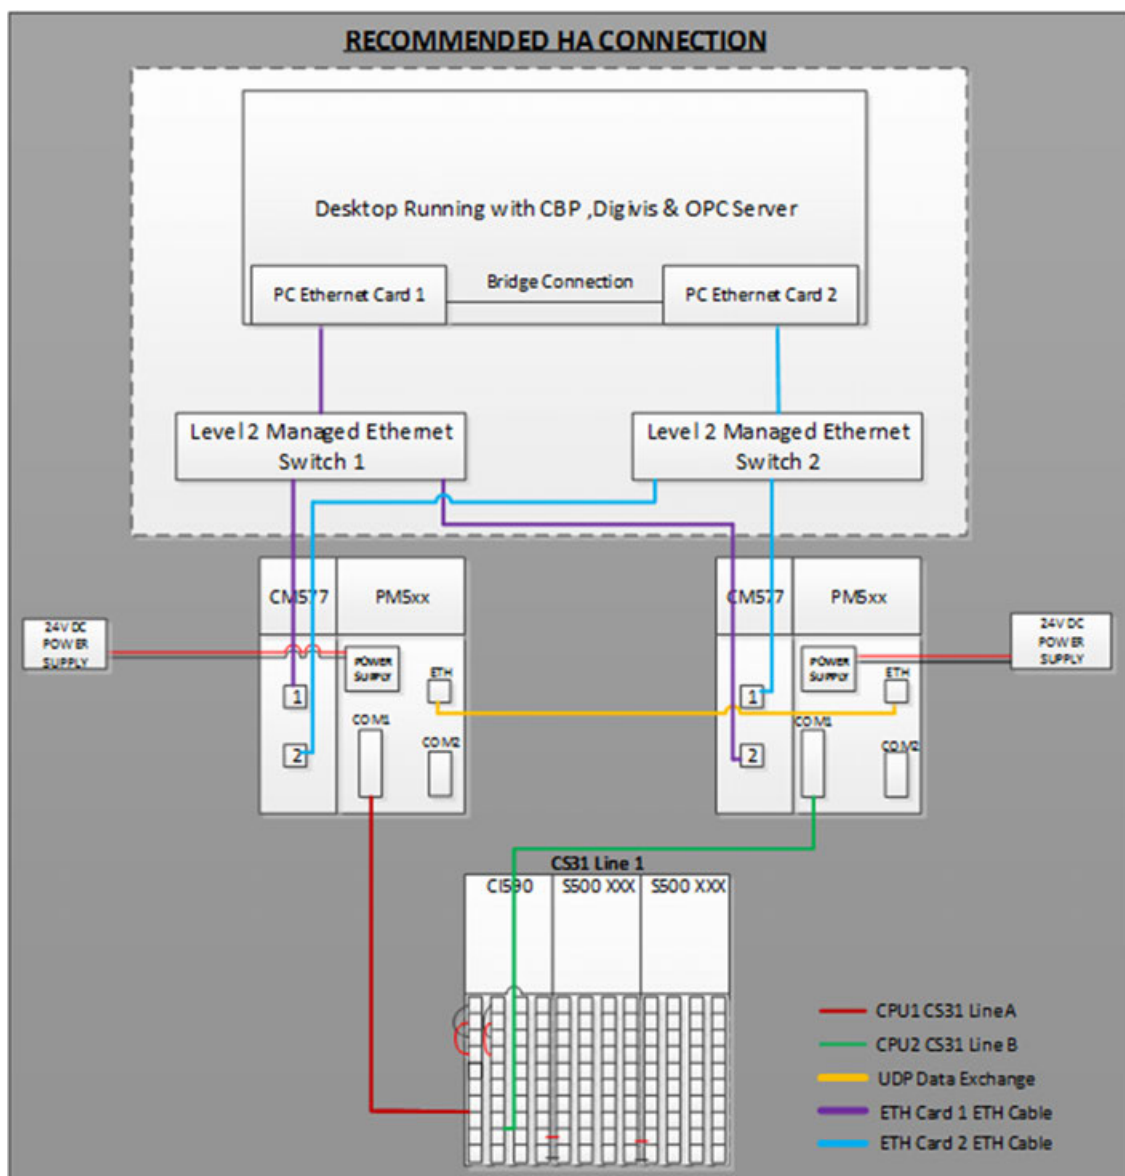 RECOMMENDED HA CONNECTION
Desktop Running with CBP ,Digivis & OPC Server
Bridge Connection
PC Ethernet Card 1
PC Ethernet Card 2
Level 2 Managed Ethernet
Switch 1
Level 2 Managed Ethernet
Switch 2
CM577
PM5xx
CM577
PM5xx
24V DC
POWER
SUPPLY
24V DC
POWER
SUPPLY
POWER
SUPPLY
ETH
1
COM1
COM2
2
POWER
SUPPLY
ETH
1
COM1
COM2
2
CS31 Line 1
CI590
S500 XXX
S500 XXX
CPU1 CS31 Line A
CPU2 CS31 Line B
UDP Data Exchange
ETH Card 1 ETH Cable
ETH Card 2 ETH Cable